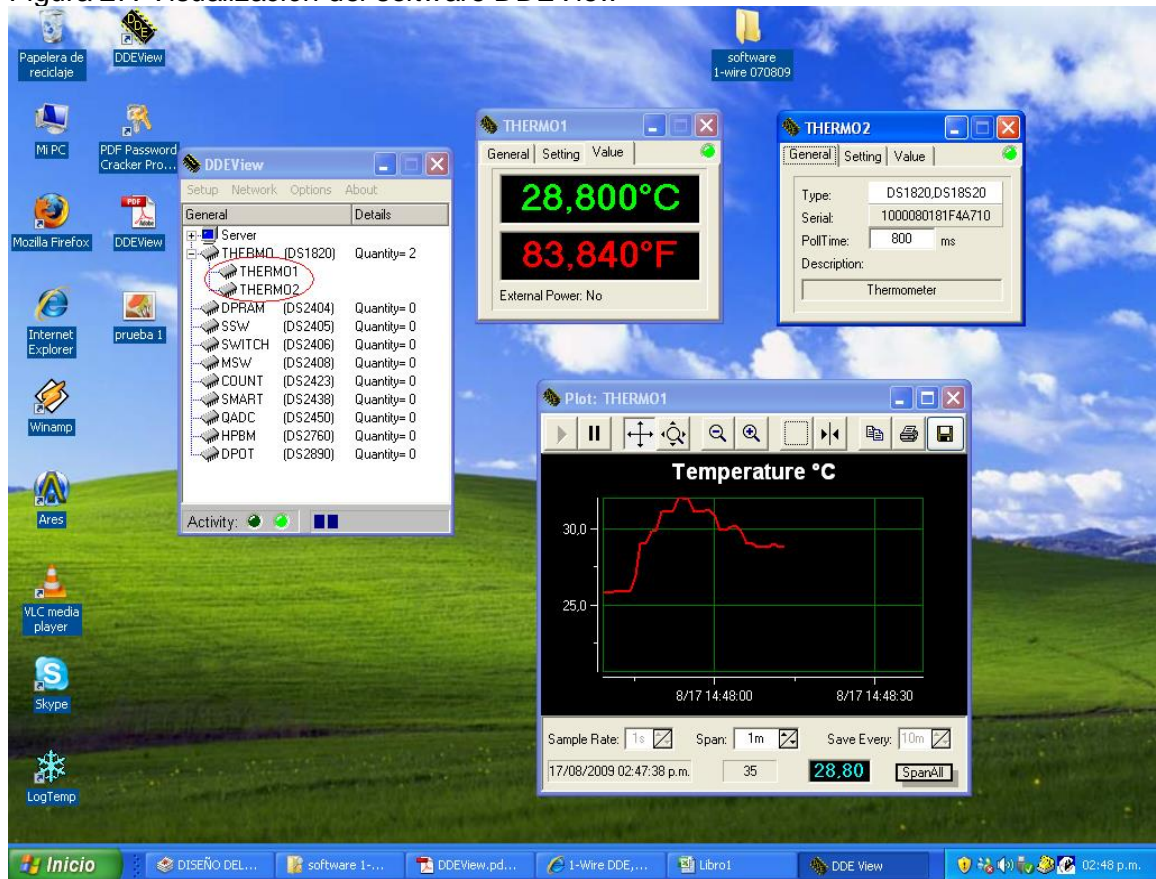 Figura 2.7 Visualización del software DDEView
Papelera de reciclaje
DDEView
software 1-wire 070809
Mi PC
PDF Password Cracker Pro...
Mozilla Firefox
DDEView
Internet Explorer
prueba 1
Winamp
Ares
VLC media player
Skype
LogTemp
DDEView
Setup Network Options About
General Details
Server
THERMO (DS1820) Quantity= 2
THERMO1
THERMO2
DPRAM (DS2404) Quantity= 0
SSW (DS2405) Quantity= 0
SWITCH (DS2406) Quantity= 0
MSW (DS2408) Quantity= 0
COUNT (DS2423) Quantity= 0
SMART (DS2438) Quantity= 0
QADC (DS2450) Quantity= 0
HPBM (DS2760) Quantity= 0
DPOT (DS2890) Quantity= 0
Activity:
THERMO1
General Setting Value
28,800°C
83,840°F
External Power: No
THERMO2
General Setting Value
Type: DS1820,DS18S20
Serial: 1000080181F4A710
PollTime: 800 ms
Description:
Thermometer
Plot: THERMO1
Temperature °C
30,0
25,0
8/17 14:48:00 8/17 14:48:30
Sample Rate: 1s Span: 1m Save Every: 10m
17/08/2009 02:47:38 p.m. 35 28,80 SpanAll
Inicio DISEÑO DEL... software 1-... DDEView.pd... 1-Wire DDE,... Libro1 DDE View 02:48 p.m.